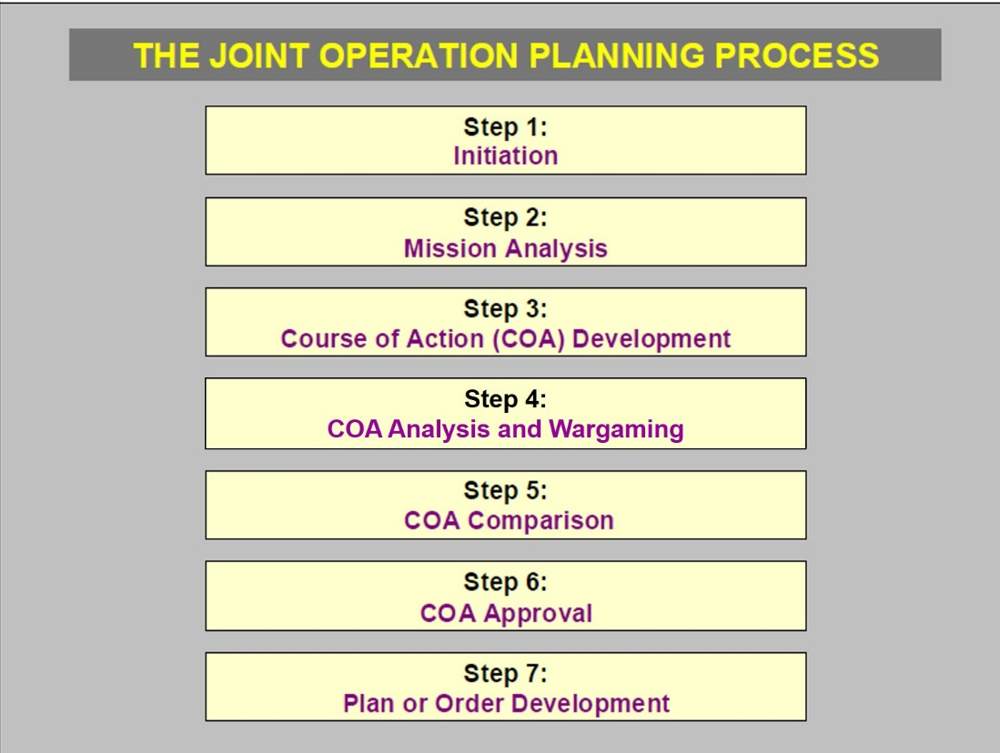 THE JOINT OPERATION PLANNING PROCESS
Step 1:
Initiation
Step 2:
Mission Analysis
Step 3:
Course of Action (COA) Development
Step 4:
COA Analysis and Wargaming
Step 5:
COA Comparison
Step 6:
COA Approval
Step 7:
Plan or Order Development